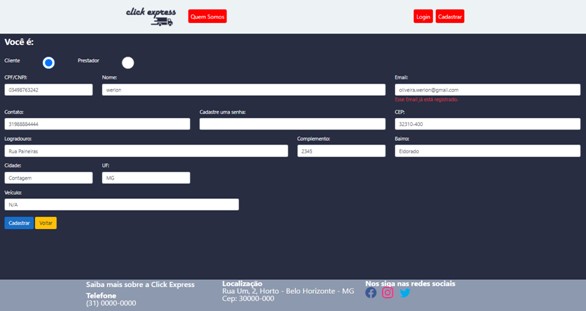 click express
Quem Somos
Login
Cadastrar
Você é:
Cliente
Prestador
CPF/CNPJ:
Nome:
Email:
03498763242
werlon
oliveira.werlon@gmail.com
Este Email já está registrado.
Contato:
Cadastre uma senha:
CEP:
31988884444
32310-400
Logradouro:
Complemento:
Bairro:
Rua Paineiras
2345
Eldorado
Cidade:
UF:
Contagem
MG
Veículo:
N/A
Cadastrar
Voltar
Saiba mais sobre a Click Express
Telefone
(31) 0000-0000
Localização
Rua Um, 2, Horto - Belo Horizonte - MG
Cep: 30000-000
Nos siga nas redes sociais